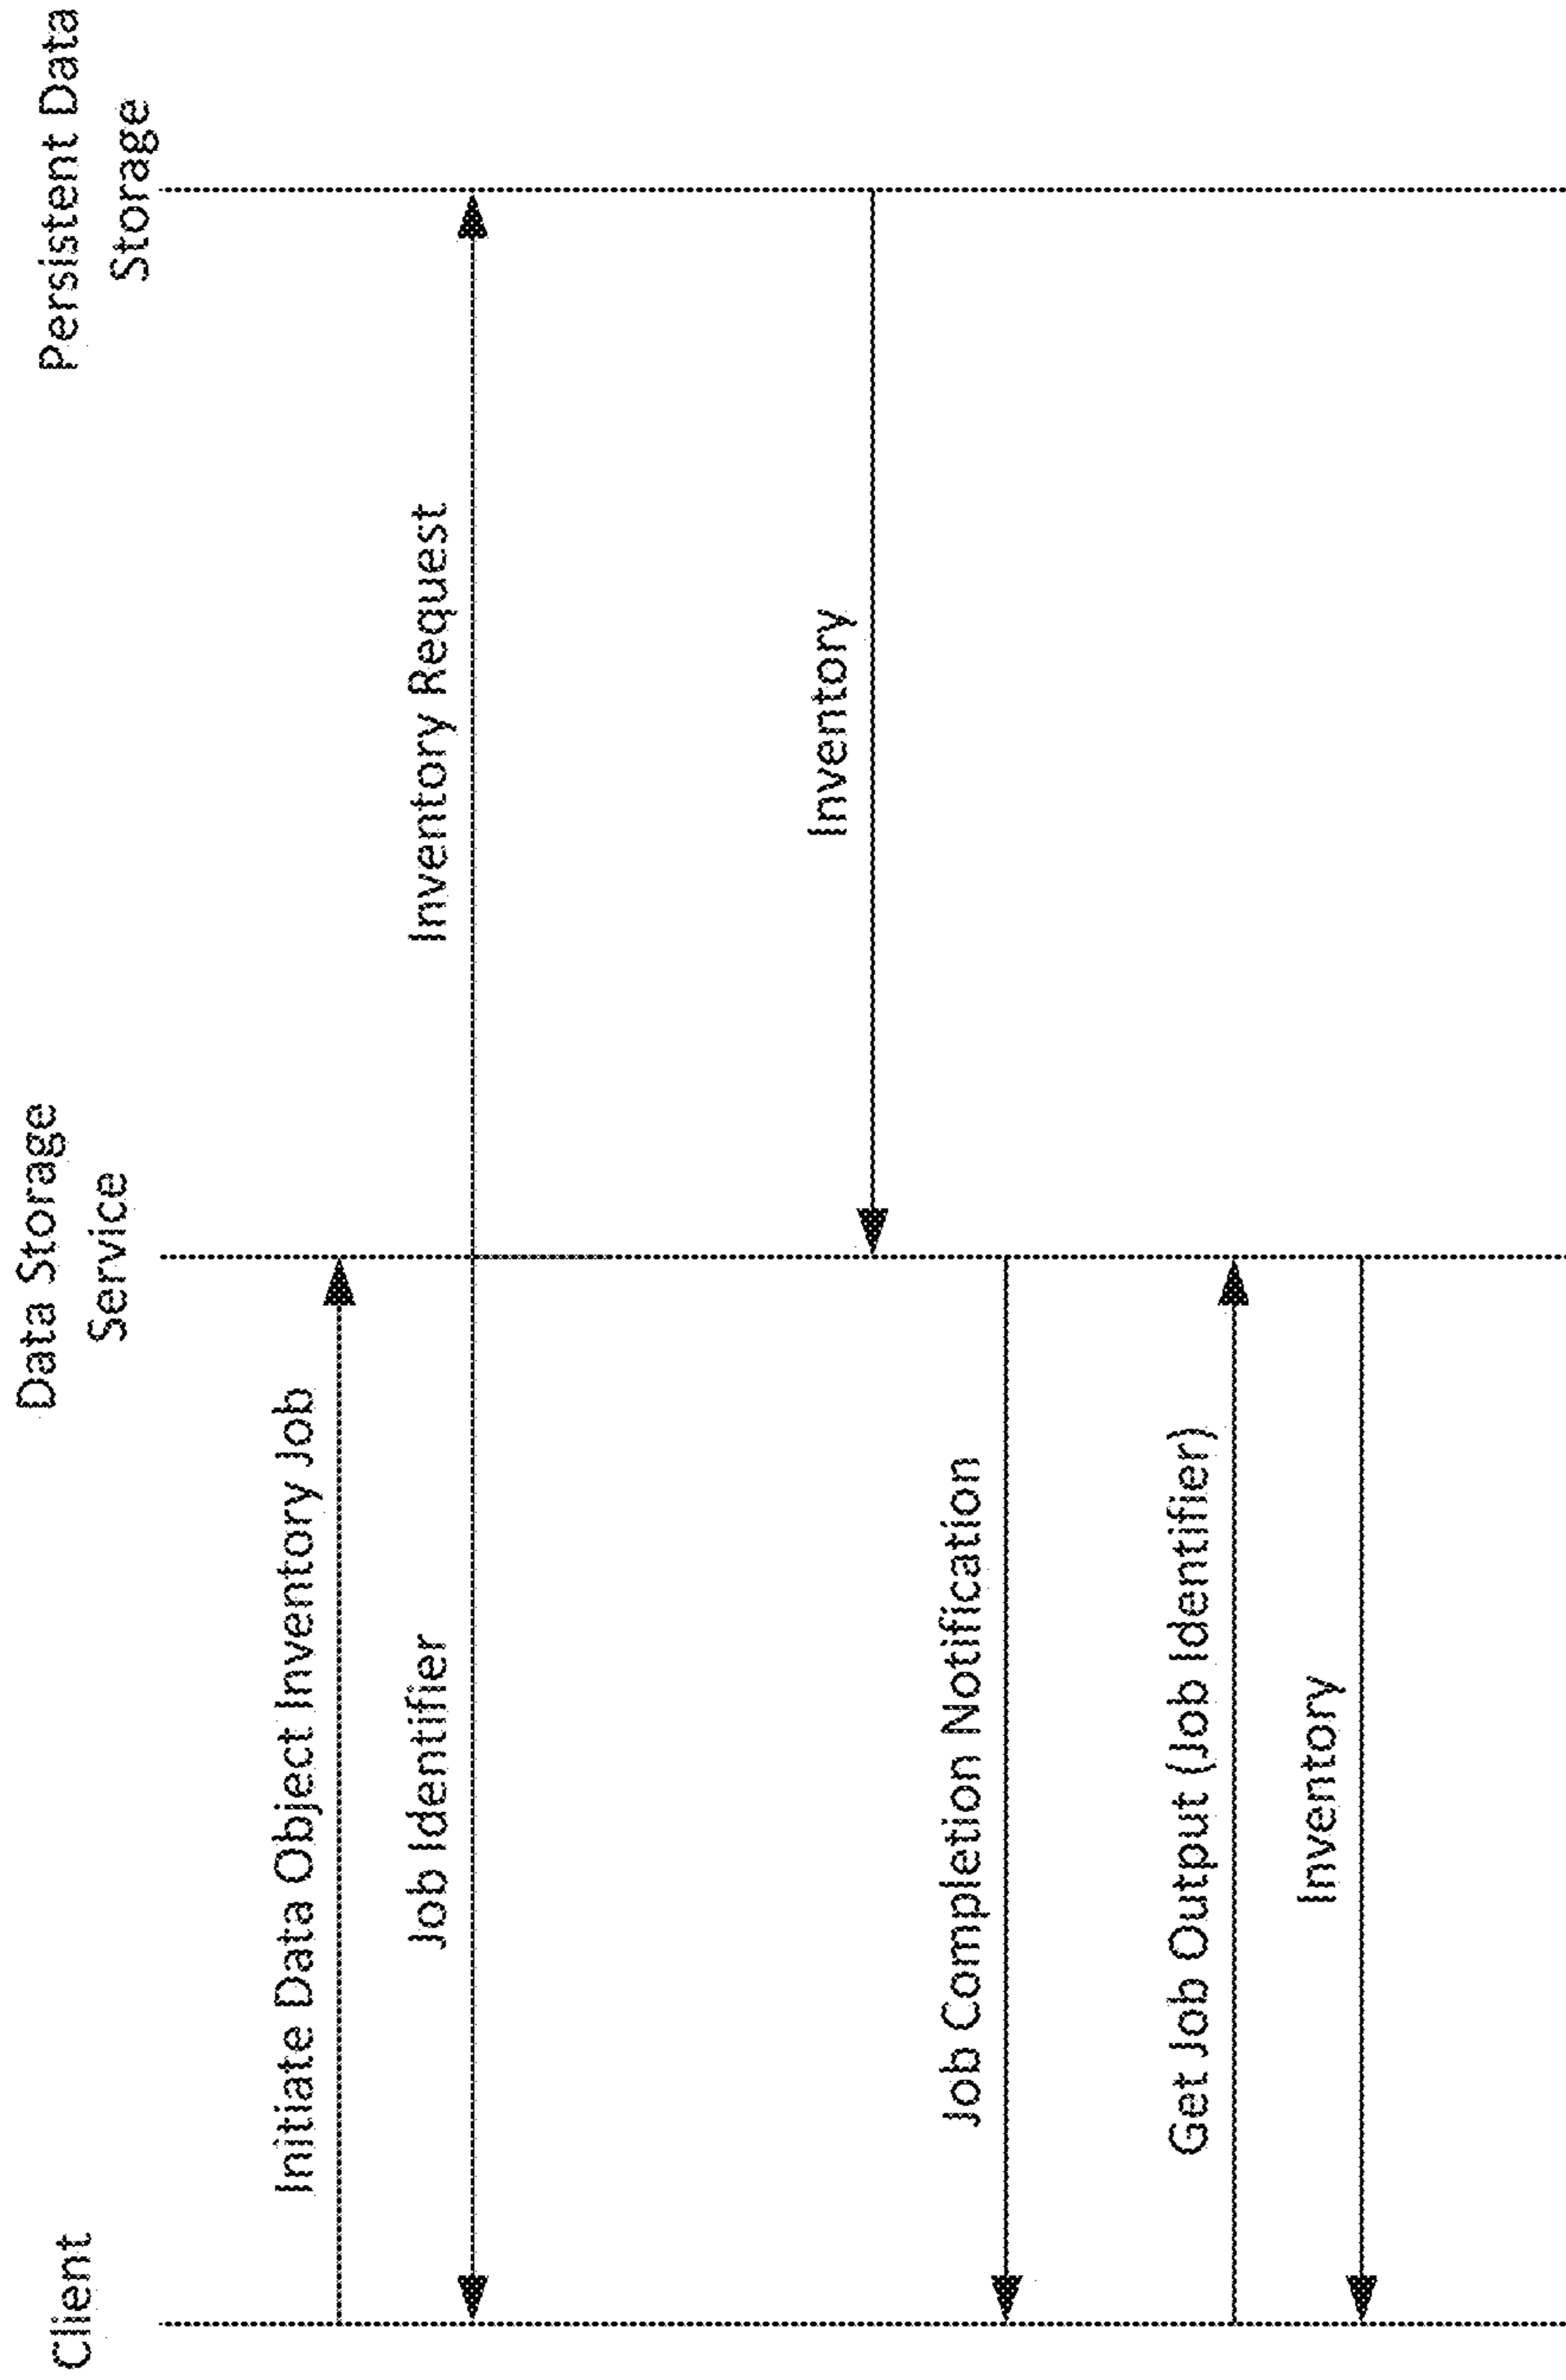 Client
Data Storage
Service
Persistent Data
Storage
Initiate Data Object Inventory Job
Job Identifier
Inventory Request
Inventory
Job Completion Notification
Get Job Output (Job Identifier)
Inventory